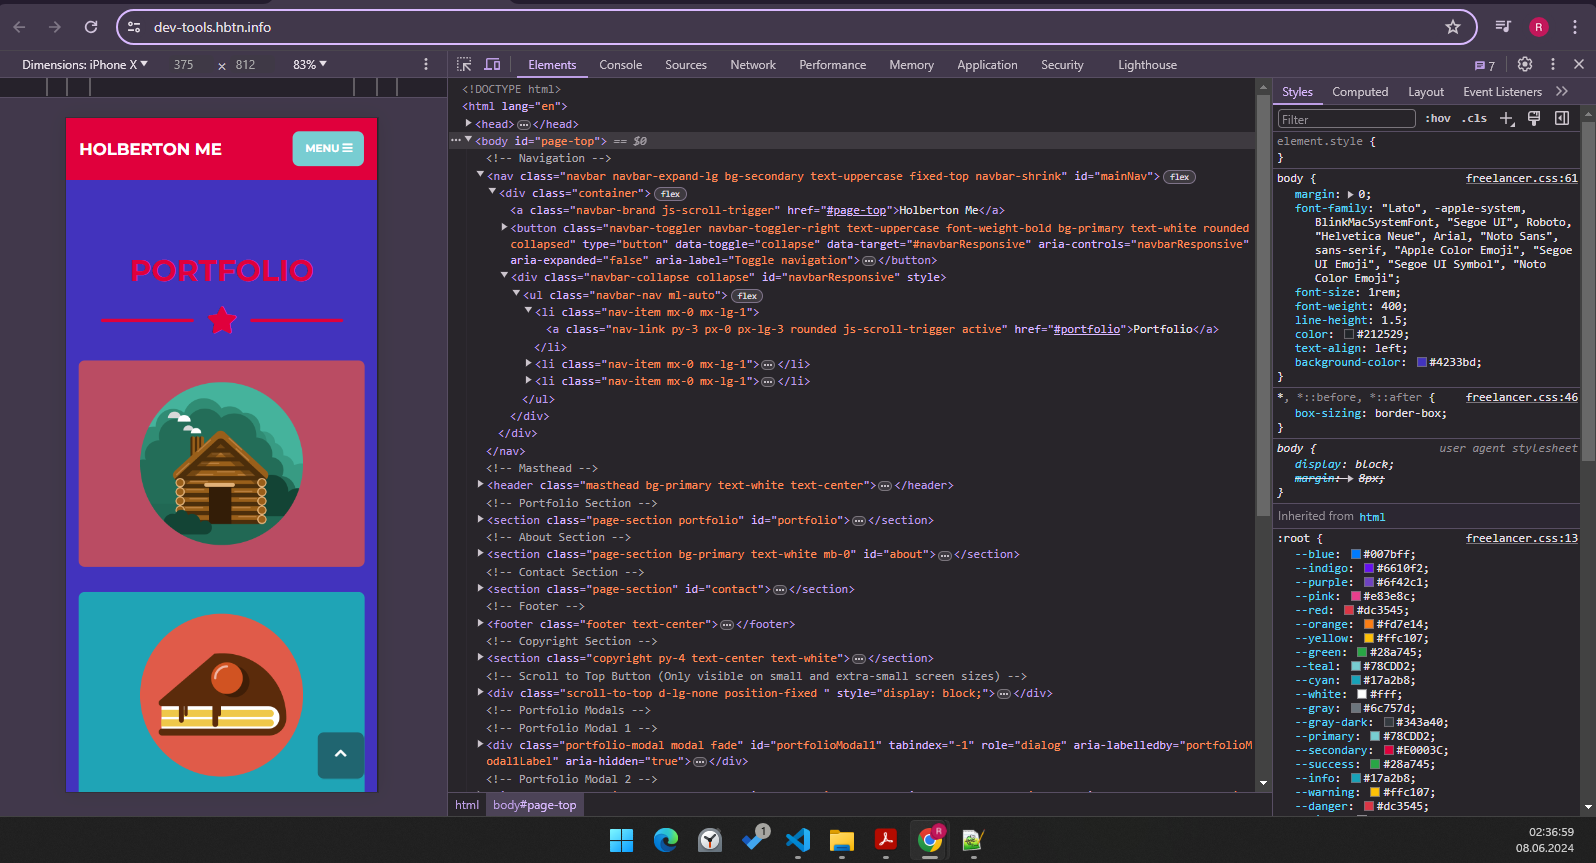 dev-tools.hbtn.info
R
Dimensions: iPhone X ▼ 375 x 812 83% ▼
Elements Console Sources Network Performance Memory Application Security Lighthouse 7
HOLBERTON ME
MENU
PORTFOLIO
<!DOCTYPE html>
<html lang="en">
<head> ••• </head>
<body id="page-top"> == $0
<!-- Navigation -->
<nav class="navbar navbar-expand-lg bg-secondary text-uppercase fixed-top navbar-shrink" id="mainNav"> flex
<div class="container"> flex
<a class="navbar-brand js-scroll-trigger" href="#page-top">Holberton Me</a>
<button class="navbar-toggler navbar-toggler-right text-uppercase font-weight-bold bg-primary text-white rounded
collapsed" type="button" data-toggle="collapse" data-target="#navbarResponsive" aria-controls="navbarResponsive"
aria-expanded="false" aria-label="Toggle navigation"> ••• </button>
<div class="navbar-collapse collapse" id="navbarResponsive" style>
<ul class="navbar-nav ml-auto"> flex
<li class="nav-item mx-0 mx-lg-1">
<a class="nav-link py-3 px-0 px-lg-3 rounded js-scroll-trigger active" href="#portfolio">Portfolio</a>
</li>
<li class="nav-item mx-0 mx-lg-1"> ••• </li>
<li class="nav-item mx-0 mx-lg-1"> ••• </li>
</ul>
</div>
</div>
</nav>
<!-- Masthead -->
<header class="masthead bg-primary text-white text-center"> ••• </header>
<!-- Portfolio Section -->
<section class="page-section portfolio" id="portfolio"> ••• </section>
<!-- About Section -->
<section class="page-section bg-primary text-white mb-0" id="about"> ••• </section>
<!-- Contact Section -->
<section class="page-section" id="contact"> ••• </section>
<!-- Footer -->
<footer class="footer text-center"> ••• </footer>
<!-- Copyright Section -->
<section class="copyright py-4 text-center text-white"> ••• </section>
<!-- Scroll to Top Button (Only visible on small and extra-small screen sizes) -->
<div class="scroll-to-top d-lg-none position-fixed " style="display: block;"> ••• </div>
<!-- Portfolio Modals -->
<!-- Portfolio Modal 1 -->
<div class="portfolio-modal modal fade" id="portfolioModal1" tabindex="-1" role="dialog" aria-labelledby="portfolioM
odal1Label" aria-hidden="true"> ••• </div>
<!-- Portfolio Modal 2 -->
html body#page-top
Styles Computed Layout Event Listeners
Filter :hov .cls
element.style {
}
body { freelancer.css:61
margin: 0;
font-family: "Lato", -apple-system,
BlinkMacSystemFont, "Segoe UI", Roboto,
"Helvetica Neue", Arial, "Noto Sans",
sans-serif, "Apple Color Emoji", "Segoe
UI Emoji", "Segoe UI Symbol", "Noto
Color Emoji";
font-size: 1rem;
font-weight: 400;
line-height: 1.5;
color: #212529;
text-align: left;
background-color: #4233bd;
}
*, *::before, *::after { freelancer.css:46
box-sizing: border-box;
}
body { user agent stylesheet
display: block;
margin: 8px;
}
Inherited from html
:root { freelancer.css:13
--blue: #007bff;
--indigo: #6610f2;
--purple: #6f42c1;
--pink: #e83e8c;
--red: #dc3545;
--orange: #fd7e14;
--yellow: #ffc107;
--green: #28a745;
--teal: #78CDD2;
--cyan: #17a2b8;
--white: #fff;
--gray: #6c757d;
--gray-dark: #343a40;
--primary: #78CDD2;
--secondary: #E0003C;
--success: #28a745;
--info: #17a2b8;
--warning: #ffc107;
--danger: #dc3545;
1
R
02:36:59
08.06.2024